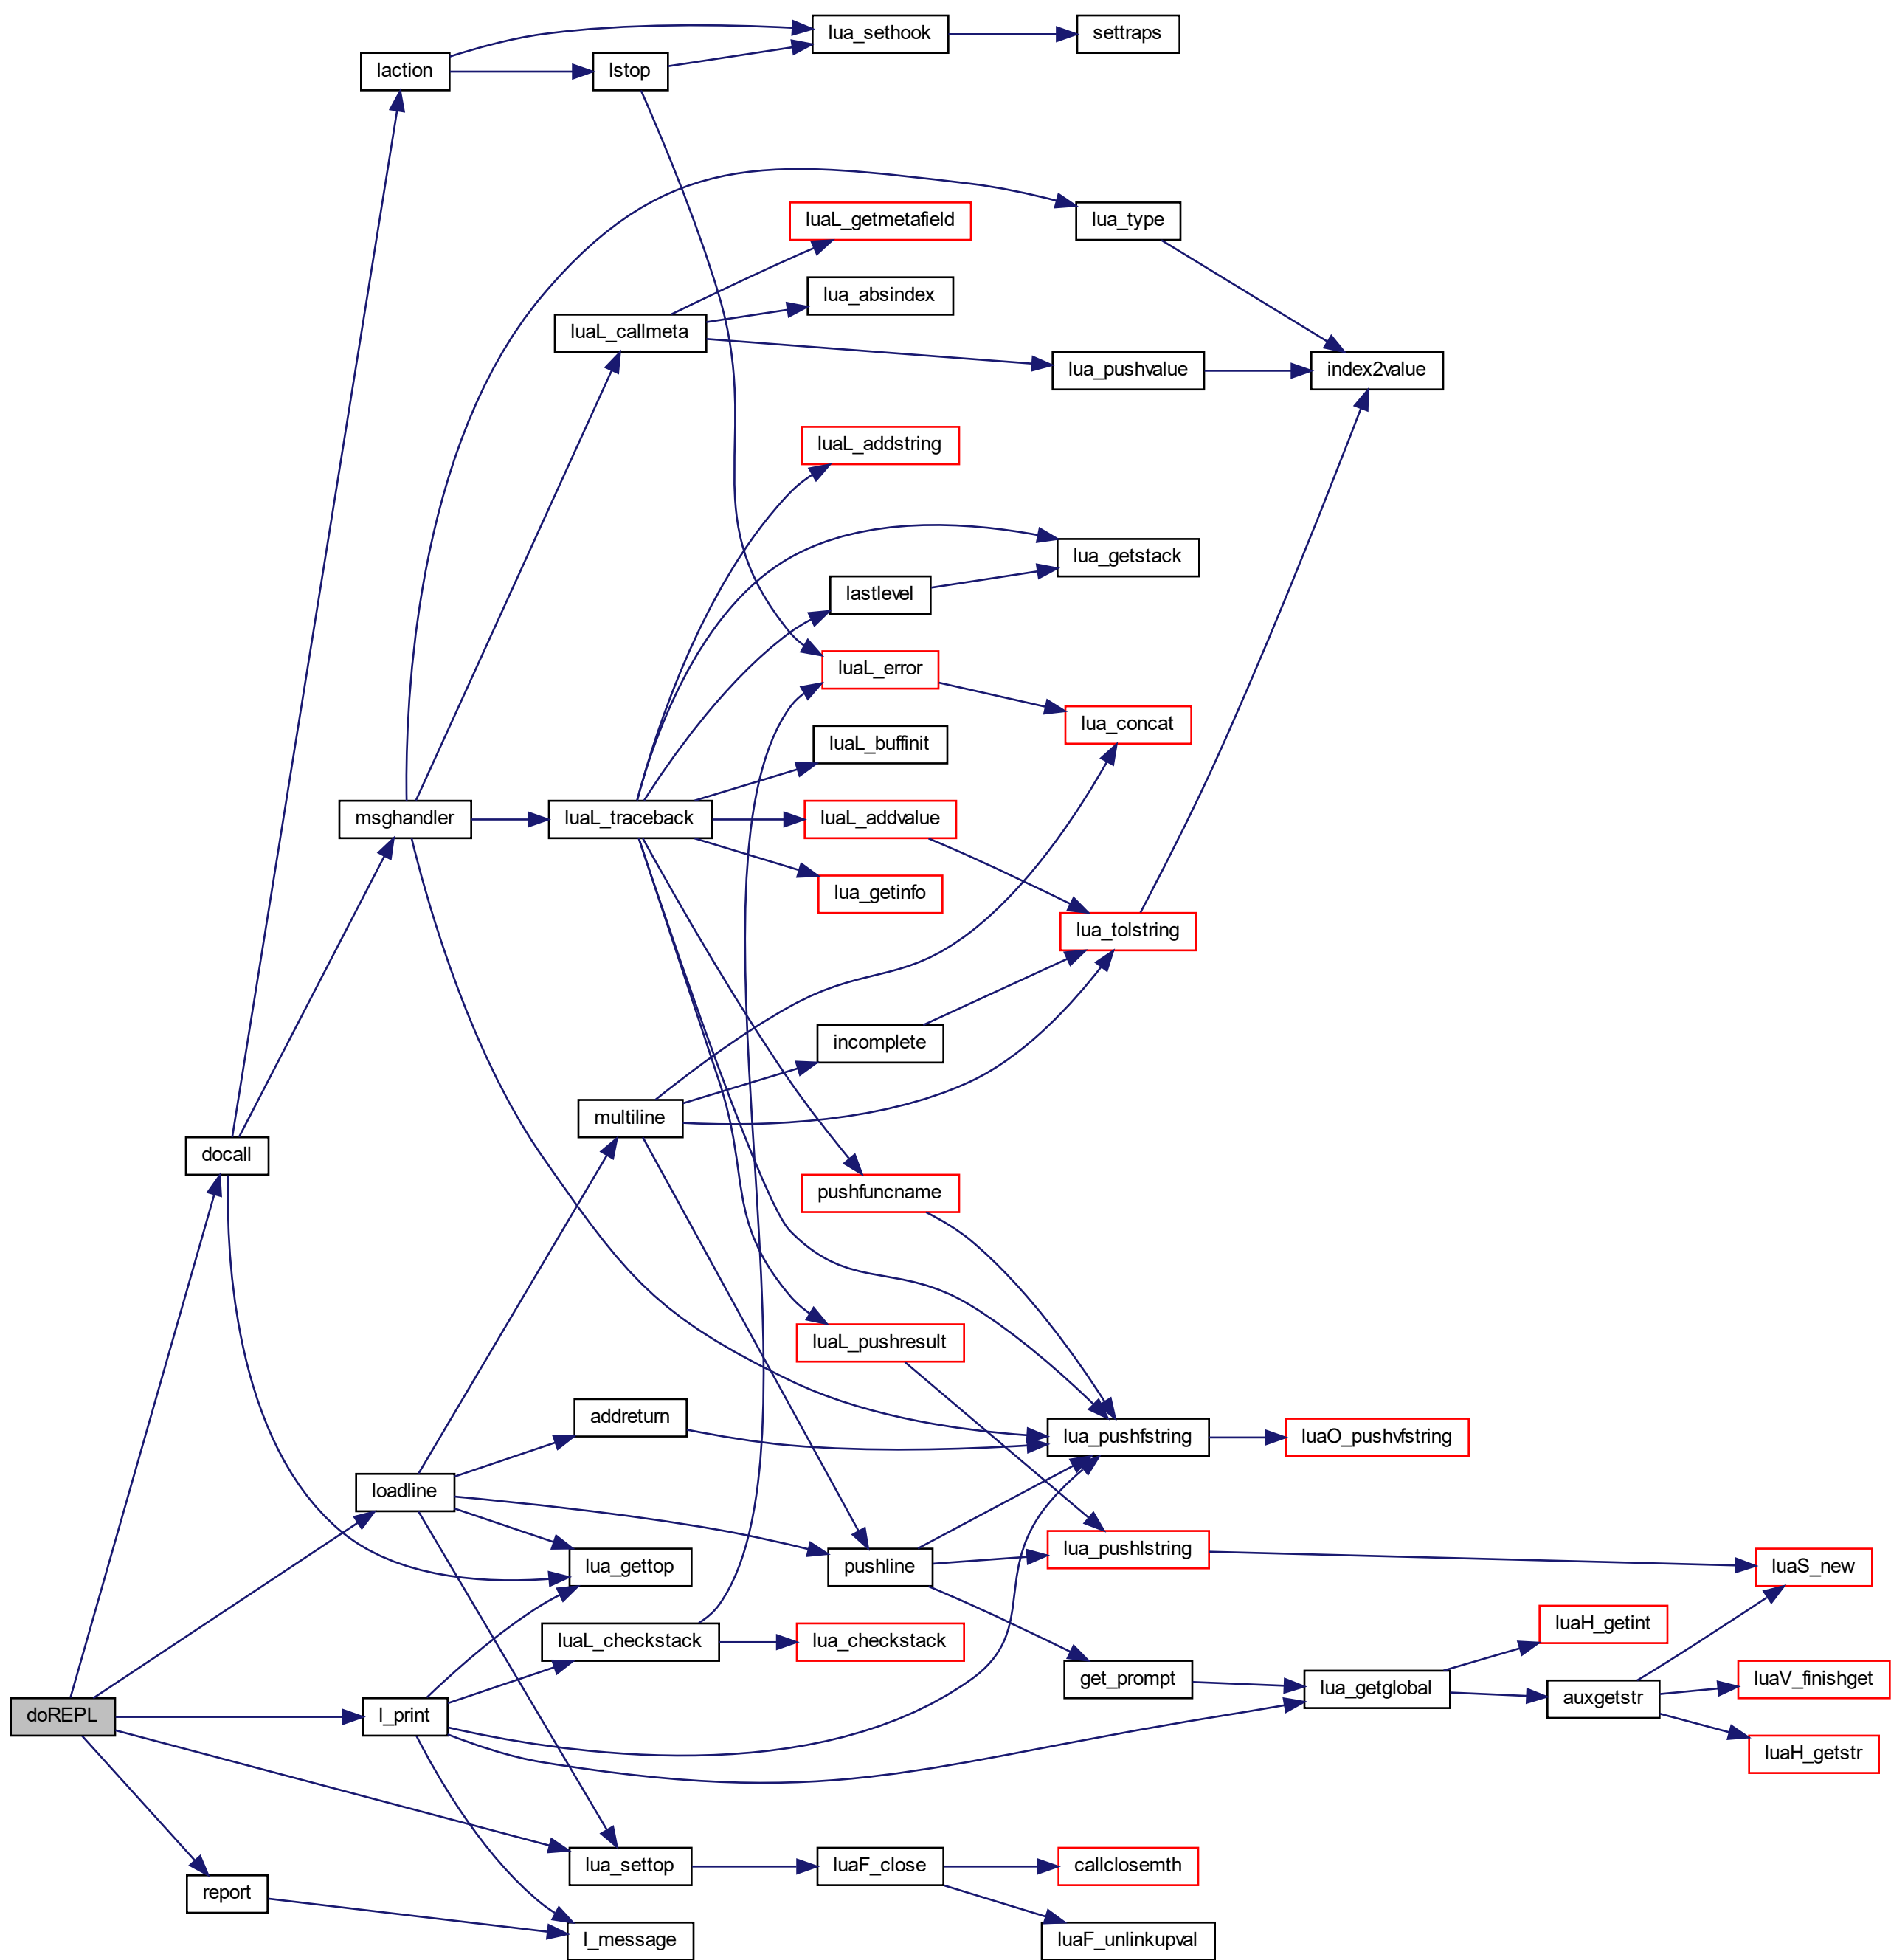 lua_sethook
settraps
laction
lstop
luaL_getmetafield
lua_type
lua_absindex
luaL_callmeta
lua_pushvalue
index2value
luaL_addstring
lua_getstack
lastlevel
luaL_error
lua_concat
luaL_buffinit
msghandler
luaL_traceback
luaL_addvalue
lua_getinfo
lua_tolstring
incomplete
multiline
docall
pushfuncname
luaL_pushresult
addreturn
lua_pushfstring
luaO_pushvfstring
loadline
lua_gettop
pushline
lua_pushlstring
luaS_new
luaH_getint
luaL_checkstack
lua_checkstack
get_prompt
lua_getglobal
auxgetstr
luaV_finishget
doREPL
l_print
luaH_getstr
lua_settop
luaF_close
callclosemth
report
l_message
luaF_unlinkupval